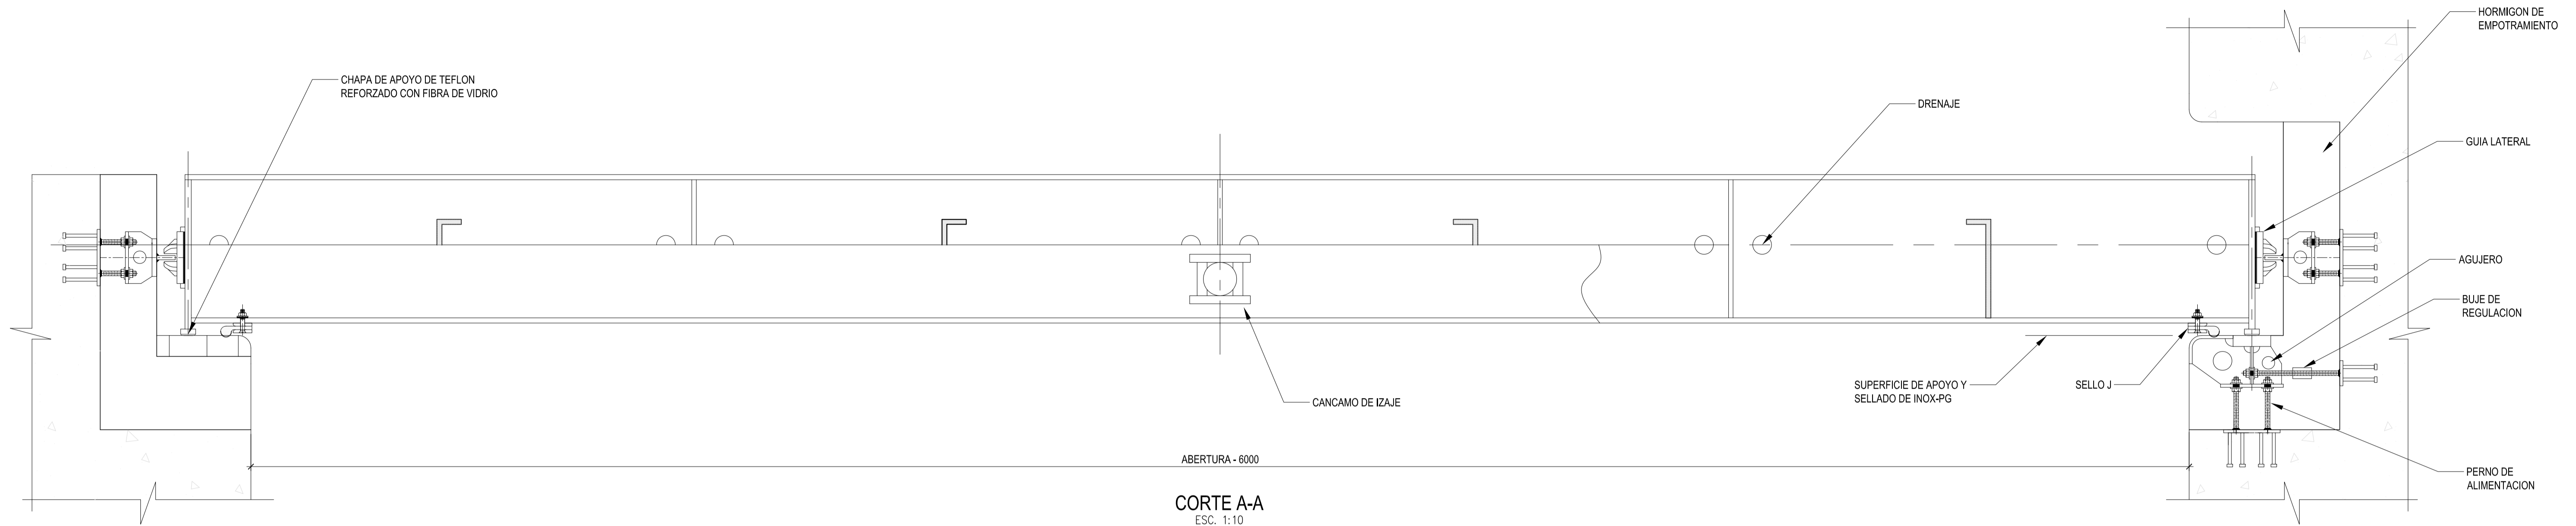 HORMIGON DE
EMPOTRAMIENTO
CHAPA DE APOYO DE TEFLON
REFORZADO CON FIBRA DE VIDRIO
DRENAJE
GUIA LATERAL
AGUJERO
BUJE DE
REGULACION
SUPERFICIE DE APOYO Y
SELLADO DE INOX-PG
SELLO J
CANCAMO DE IZAJE
ABERTURA - 6000
PERNO DE
ALIMENTACION
CORTE A-A
ESC. 1:10